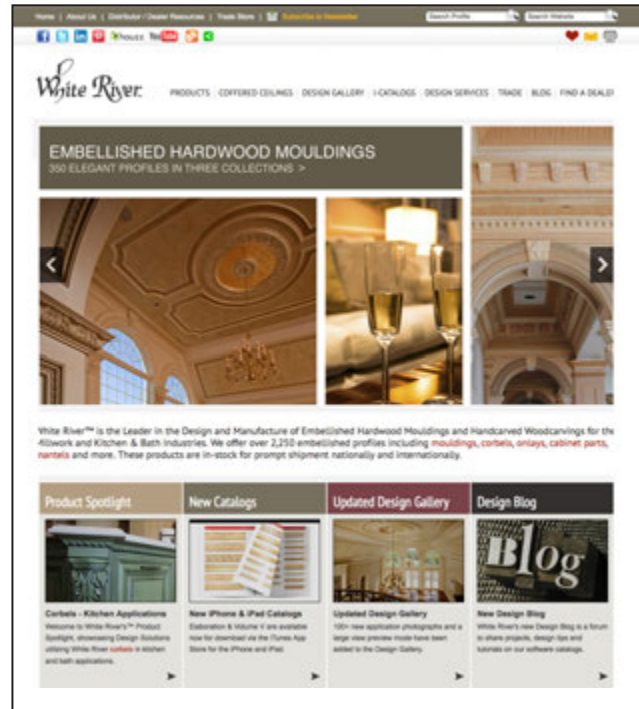 Home | About Us | Distributor / Dealer Resources | Trade Store | Subscribe to Newsletter
Search Profile
Search Website
houzz
You Tube
White River
PRODUCTS | COFFERED CEILINGS | DESIGN GALLERY | I-CATALOGS | DESIGN SERVICES | TRADE | BLOG | FIND A DEALER
EMBELLISHED HARDWOOD MOULDINGS
350 ELEGANT PROFILES IN THREE COLLECTIONS >
White River™ is the Leader in the Design and Manufacture of Embellished Hardwood Mouldings and Handcarved Woodcarvings for the
Millwork and Kitchen & Bath Industries. We offer over 2,250 embellished profiles including mouldings, corbels, onlays, cabinet parts,
mantels and more. These products are in-stock for prompt shipment nationally and internationally.
Product Spotlight
Corbels - Kitchen Applications
Welcome to White River's™ Product
Spotlight, showcasing Design Solutions
utilizing White River corbels in kitchen
and bath applications.
New Catalogs
New iPhone & iPad Catalogs
Elaboration & Volume V are available
now for download via the iTunes App
Store for the iPhone and iPad.
Updated Design Gallery
Updated Design Gallery
100+ new application photographs and a
large view preview mode have been
added to the Design Gallery.
Design Blog
Blog
New Design Blog
White River's new Design Blog is a forum
to share projects, design tips and
tutorials on our software catalogs.